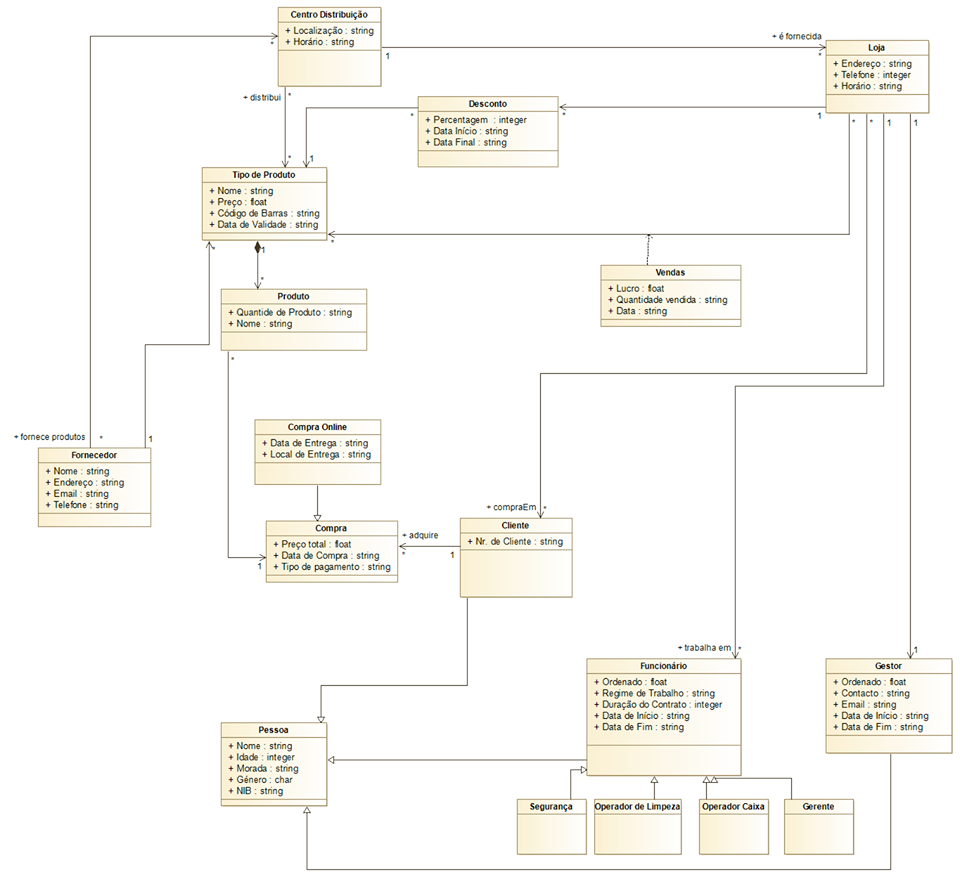 Centro Distribuição
+ Localização : string
+ Horário : string
*
1
+ é fornecida
*
Loja
+ Endereço : string
+ Telefone : integer
+ Horário : string
+ distribui
*
*
Desconto
+ Percentagem : integer
+ Data Início : string
+ Data Final : string
*
1
*
1
*
*
1
1
Tipo de Produto
+ Nome : string
+ Preço : float
+ Código de Barras : string
+ Data de Validade : string
*
1
*
*
Vendas
+ Lucro : float
+ Quantidade vendida : string
+ Data : string
Produto
+ Quantide de Produto : string
+ Nome : string
*
Compra Online
+ Data de Entrega : string
+ Local de Entrega : string
+ fornece produtos
*
1
Fornecedor
+ Nome : string
+ Endereço : string
+ Email : string
+ Telefone : string
+ compraEm
*
Compra
+ Preço total : float
+ Data de Compra : string
+ Tipo de pagamento : string
1
+ adquire
*
1
Cliente
+ Nr. de Cliente : string
+ trabalha em
*
1
Funcionário
+ Ordenado : float
+ Regime de Trabalho : string
+ Duração do Contrato : integer
+ Data de Início : string
+ Data de Fim : string
Gestor
+ Ordenado : float
+ Contacto : string
+ Email : string
+ Data de Início : string
+ Data de Fim : string
Pessoa
+ Nome : string
+ Idade : integer
+ Morada : string
+ Género : char
+ NIB : string
Segurança
Operador de Limpeza
Operador Caixa
Gerente